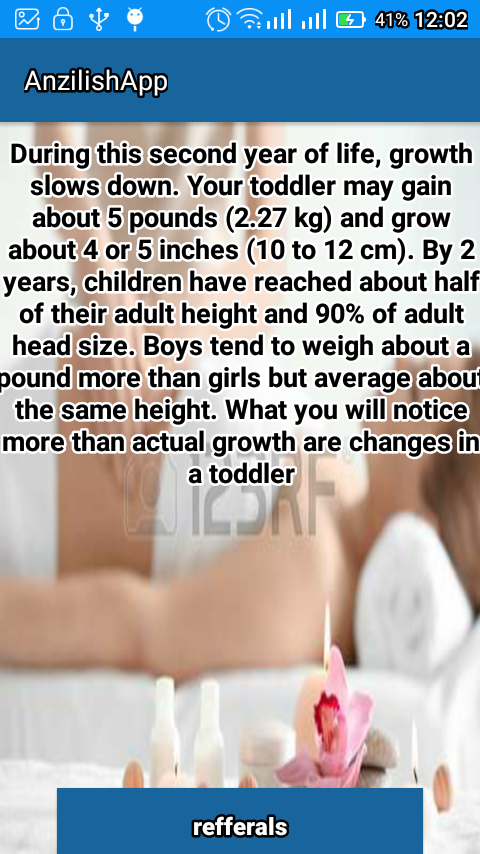 41% 12:02
AnzilishApp
During this second year of life, growth
slows down. Your toddler may gain
about 5 pounds (2.27 kg) and grow
about 4 or 5 inches (10 to 12 cm). By 2
years, children have reached about half
of their adult height and 90% of adult
head size. Boys tend to weigh about a
pound more than girls but average about
the same height. What you will notice
more than actual growth are changes in
a toddler
123RF
refferals